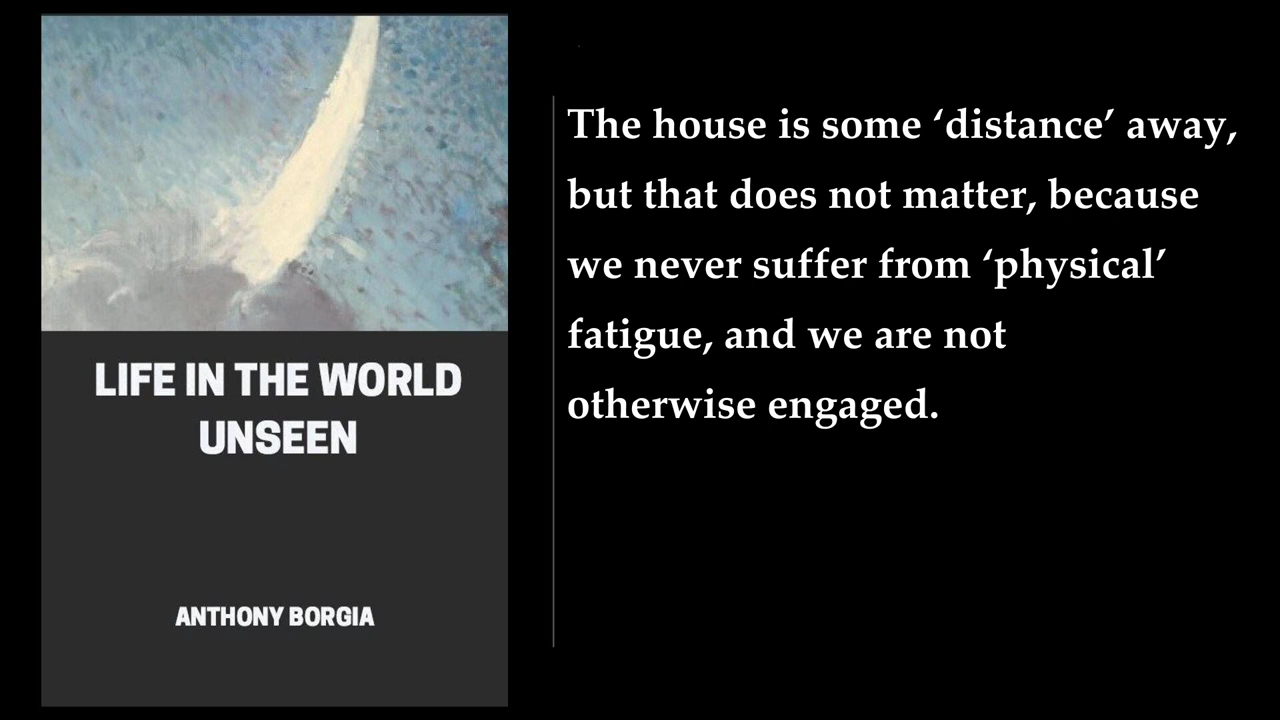 LIFE IN THE WORLD
UNSEEN
ANTHONY BORGIA
The house is some ‘distance’ away,
but that does not matter, because
we never suffer from ‘physical’
fatigue, and we are not
otherwise engaged.